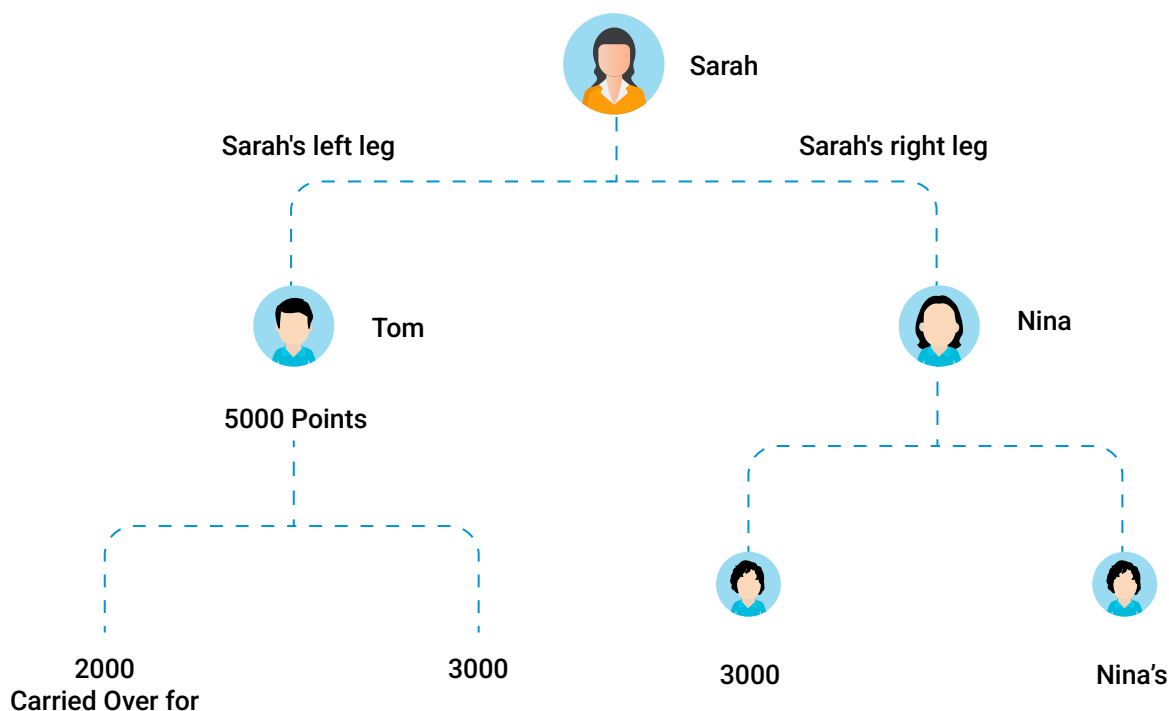 Sarah
Sarah's left leg
Sarah's right leg
Tom
Nina
5000 Points
2000
Carried Over for
3000
3000
Nina’s